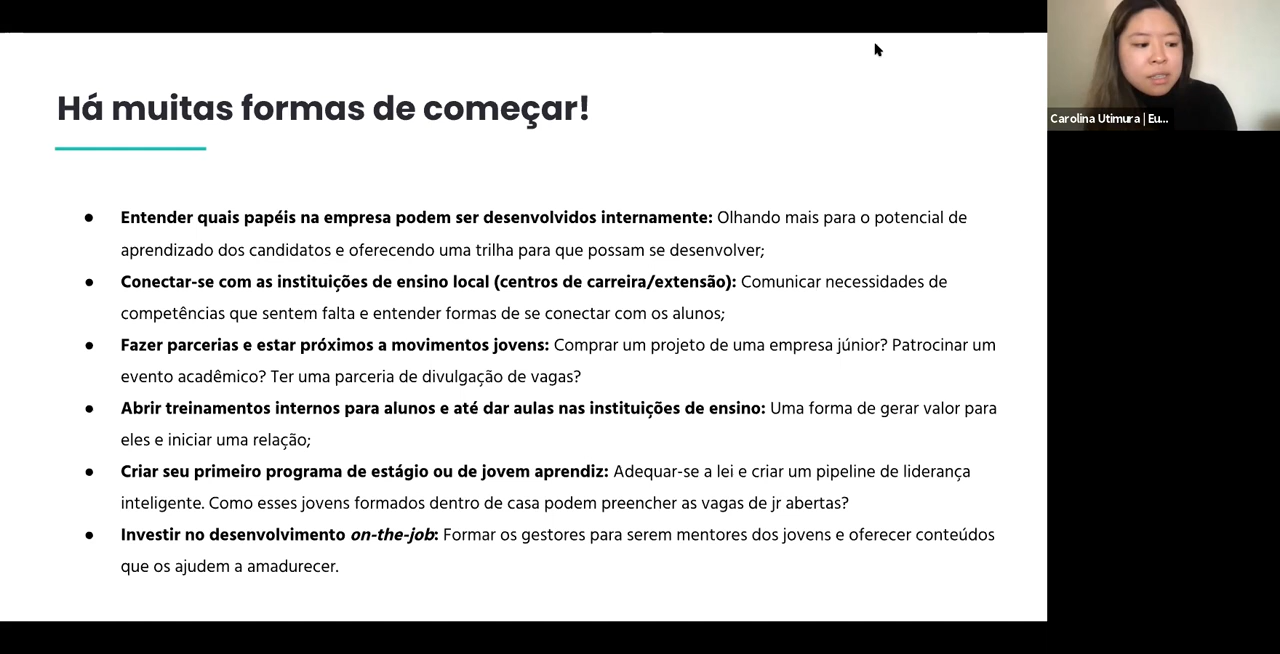 Há muitas formas de começar!
● Entender quais papéis na empresa podem ser desenvolvidos internamente: Olhando mais para o potencial de
aprendizado dos candidatos e oferecendo uma trilha para que possam se desenvolver;
● Conectar-se com as instituições de ensino local (centros de carreira/extensão): Comunicar necessidades de
competências que sentem falta e entender formas de se conectar com os alunos;
● Fazer parcerias e estar próximos a movimentos jovens: Comprar um projeto de uma empresa júnior? Patrocinar um
evento acadêmico? Ter uma parceria de divulgação de vagas?
● Abrir treinamentos internos para alunos e até dar aulas nas instituições de ensino: Uma forma de gerar valor para
eles e iniciar uma relação;
● Criar seu primeiro programa de estágio ou de jovem aprendiz: Adequar-se a lei e criar um pipeline de liderança
inteligente. Como esses jovens formados dentro de casa podem preencher as vagas de jr abertas?
● Investir no desenvolvimento on-the-job: Formar os gestores para serem mentores dos jovens e oferecer conteúdos
que os ajudem a amadurecer.
Carolina Utimura | Eu...